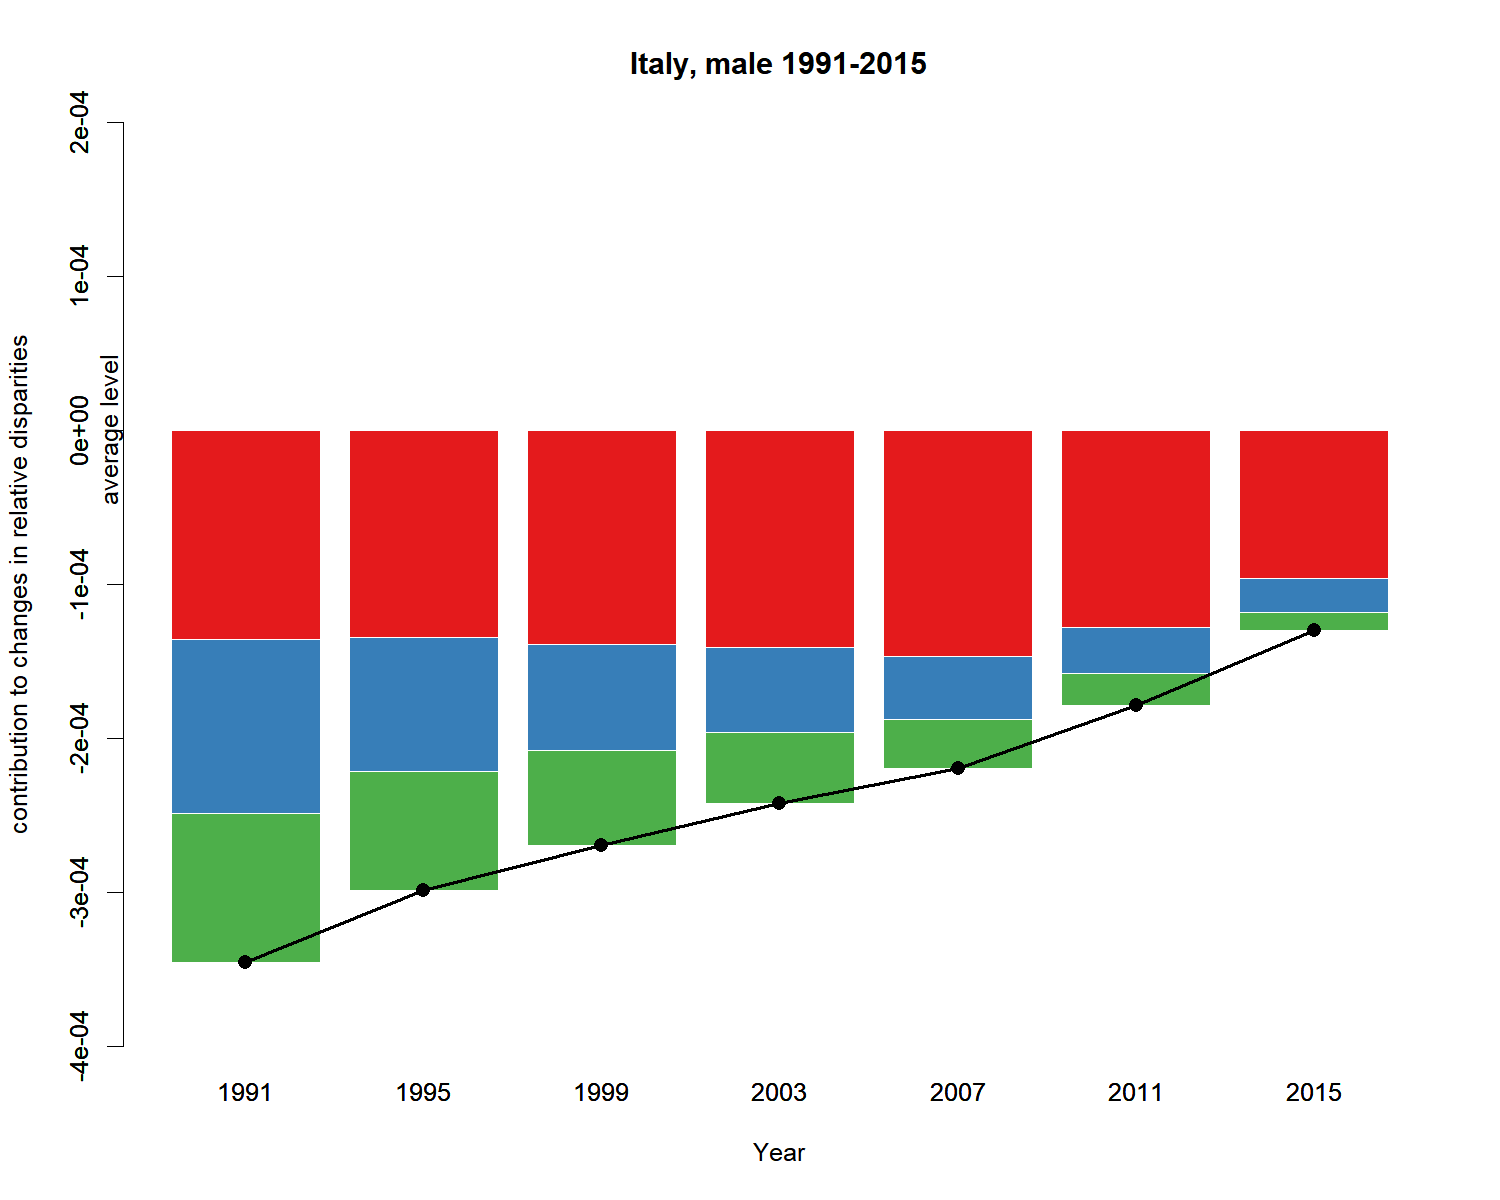 Italy, male 1991-2015
contribution to changes in relative disparities
average level
2e-04
1e-04
0e+00
-1e-04
-2e-04
-3e-04
-4e-04
1991 1995 1999 2003 2007 2011 2015
Year